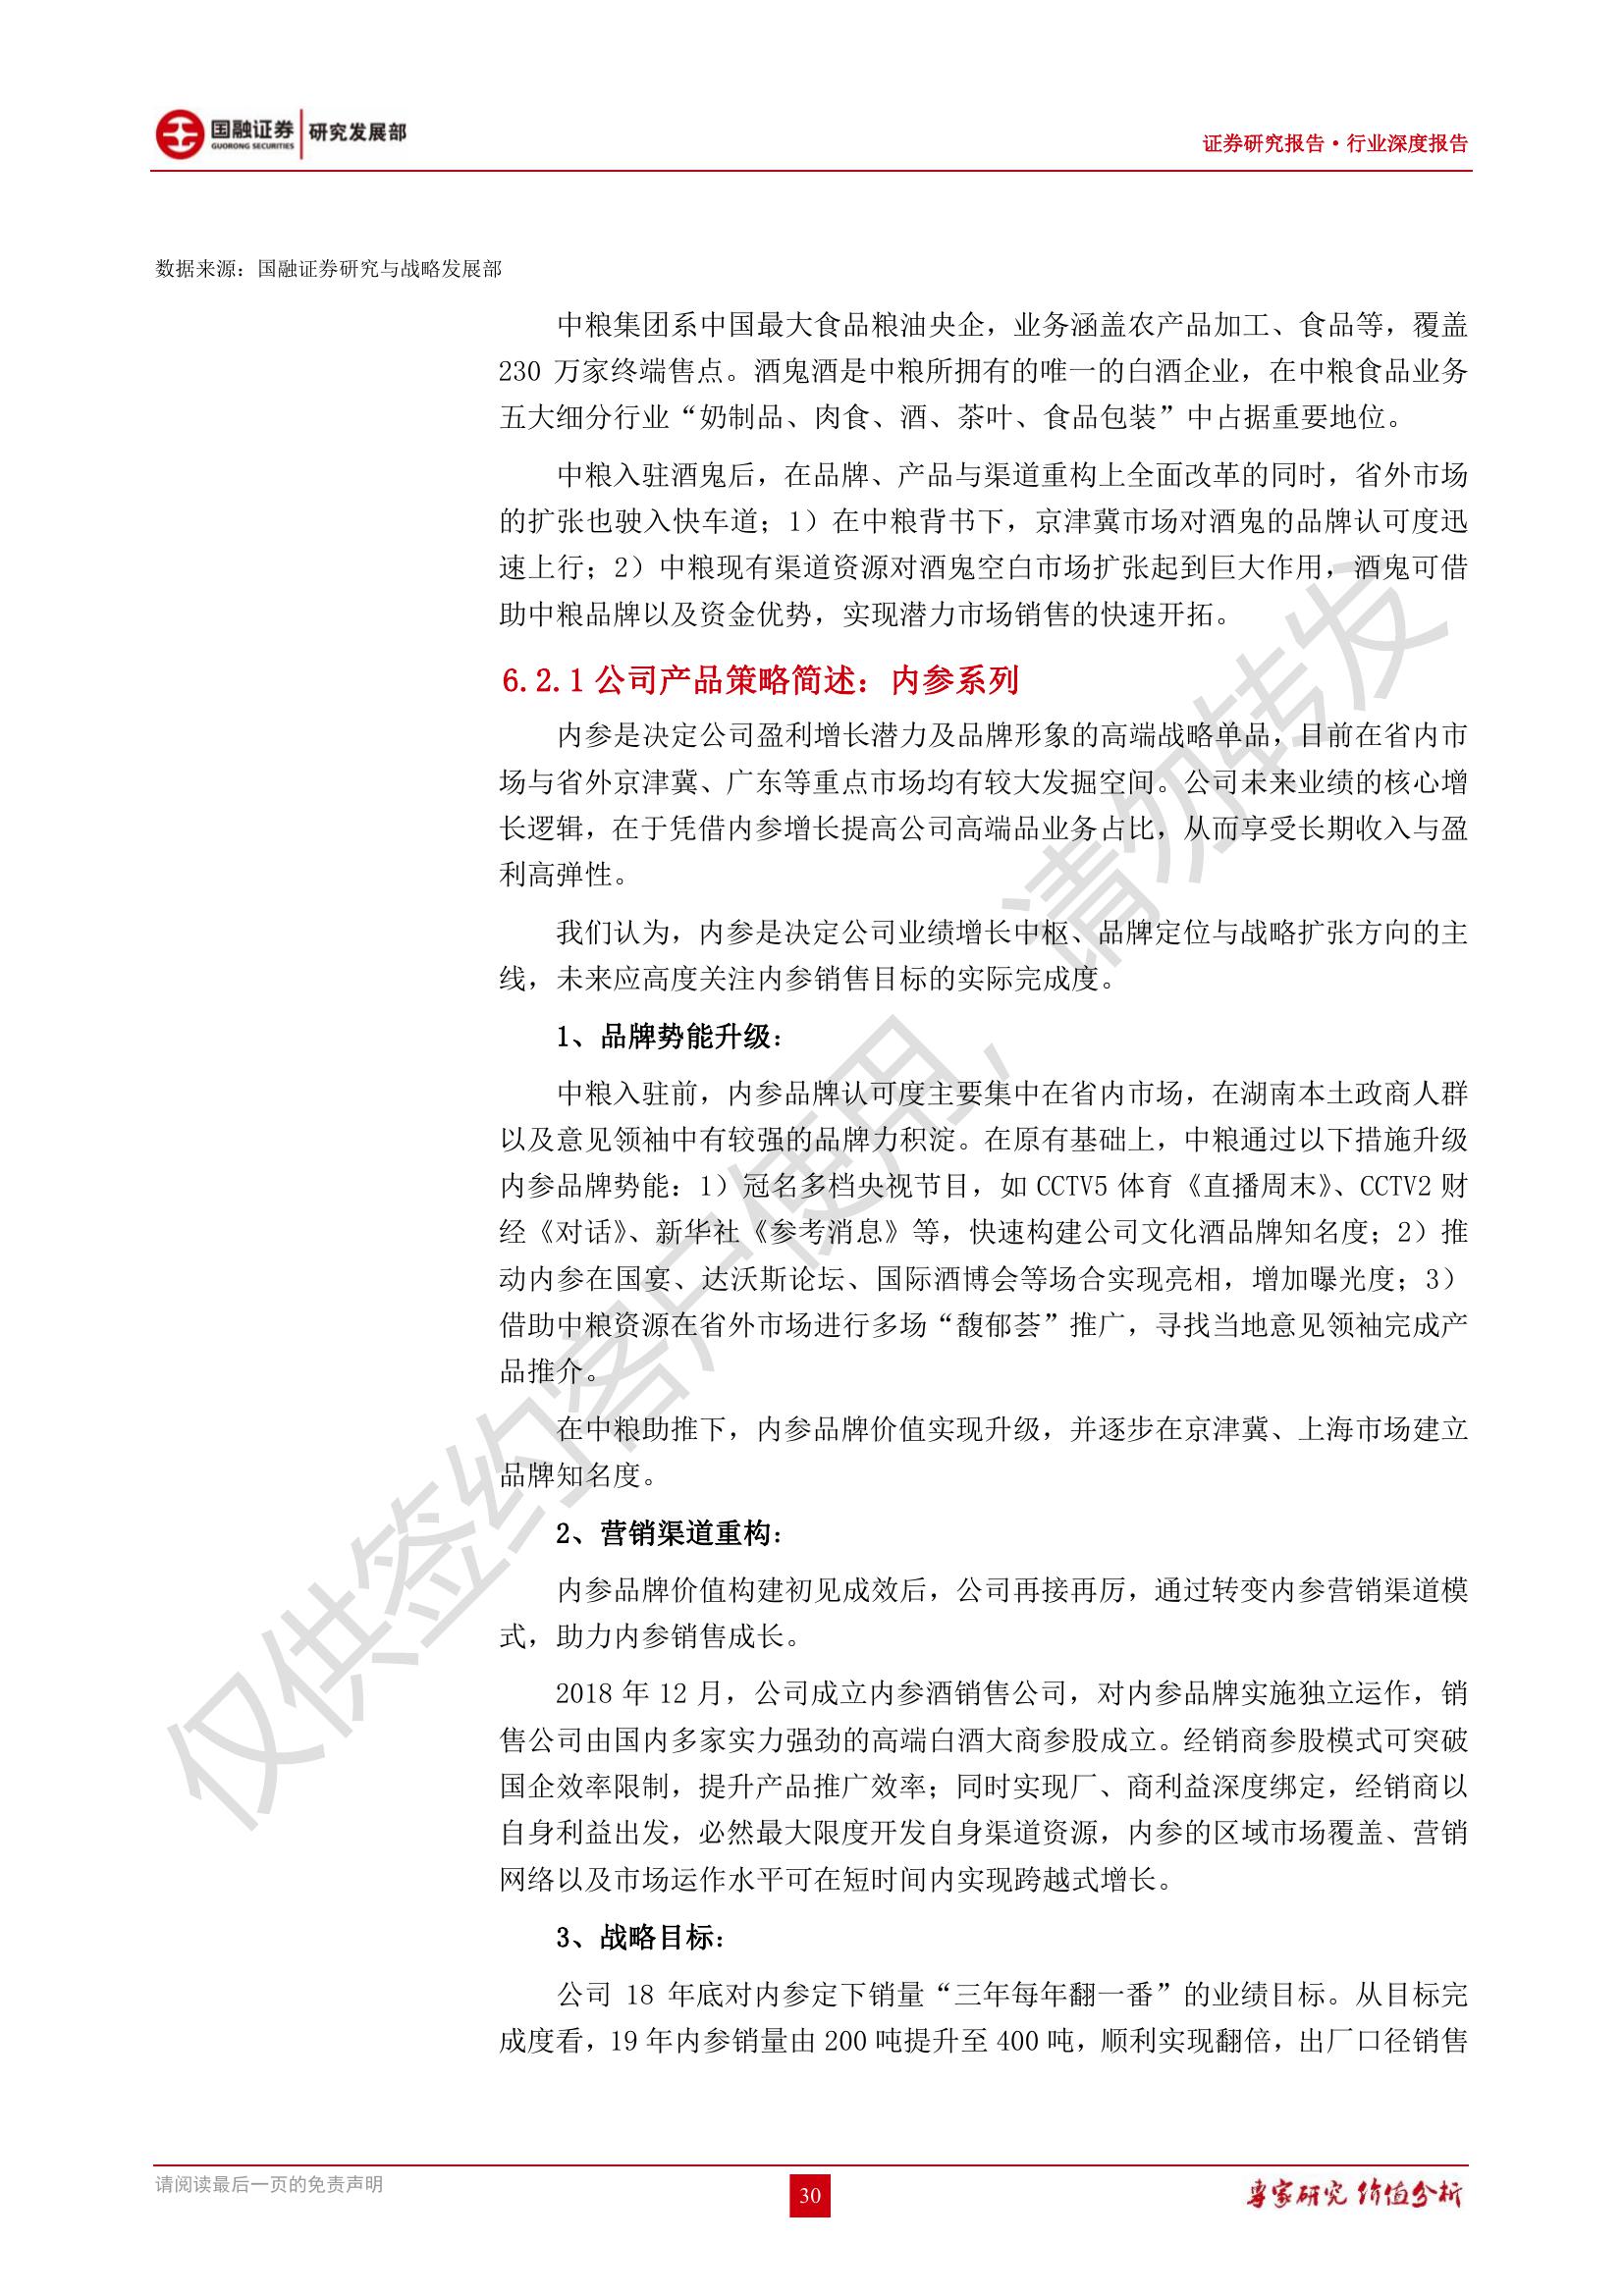 国融证券
GUORONG SECURITIES
研究发展部
证券研究报告·行业深度报告
数据来源：国融证券研究与战略发展部
中粮集团系中国最大食品粮油央企，业务涵盖农产品加工、食品等，覆盖
230 万家终端售点。酒鬼酒是中粮所拥有的唯一的白酒企业，在中粮食品业务
五大细分行业“奶制品、肉食、酒、茶叶、食品包装”中占据重要地位。
中粮入驻酒鬼后，在品牌、产品与渠道重构上全面改革的同时，省外市场
的扩张也驶入快车道；1）在中粮背书下，京津冀市场对酒鬼的品牌认可度迅
速上行；2）中粮现有渠道资源对酒鬼空白市场扩张起到巨大作用，酒鬼可借
助中粮品牌以及资金优势，实现潜力市场销售的快速开拓。
6.2.1 公司产品策略简述：内参系列
内参是决定公司盈利增长潜力及品牌形象的高端战略单品，目前在省内市
场与省外京津冀、广东等重点市场均有较大发掘空间。公司未来业绩的核心增
长逻辑，在于凭借内参增长提高公司高端品业务占比，从而享受长期收入与盈
利高弹性。
我们认为，内参是决定公司业绩增长中枢、品牌定位与战略扩张方向的主
线，未来应高度关注内参销售目标的实际完成度。
1、品牌势能升级：
中粮入驻前，内参品牌认可度主要集中在省内市场，在湖南本土政商人群
以及意见领袖中有较强的品牌力积淀。在原有基础上，中粮通过以下措施升级
内参品牌势能：1）冠名多档央视节目，如 CCTV5 体育《直播周末》、CCTV2 财
经《对话》、新华社《参考消息》等，快速构建公司文化酒品牌知名度；2）推
动内参在国宴、达沃斯论坛、国际酒博会等场合实现亮相，增加曝光度；3）
借助中粮资源在省外市场进行多场“馥郁荟”推广，寻找当地意见领袖完成产
品推介。
在中粮助推下，内参品牌价值实现升级，并逐步在京津冀、上海市场建立
品牌知名度。
2、营销渠道重构：
内参品牌价值构建初见成效后，公司再接再厉，通过转变内参营销渠道模
式，助力内参销售成长。
2018 年 12 月，公司成立内参酒销售公司，对内参品牌实施独立运作，销
售公司由国内多家实力强劲的高端白酒大商参股成立。经销商参股模式可突破
国企效率限制，提升产品推广效率；同时实现厂、商利益深度绑定，经销商以
自身利益出发，必然最大限度开发自身渠道资源，内参的区域市场覆盖、营销
网络以及市场运作水平可在短时间内实现跨越式增长。
3、战略目标：
公司 18 年底对内参定下销量“三年每年翻一番”的业绩目标。从目标完
成度看，19 年内参销量由 200 吨提升至 400 吨，顺利实现翻倍，出厂口径销售
仅供签约客户使用，请勿转发
请阅读最后一页的免责声明
30
专家研究 价值分析